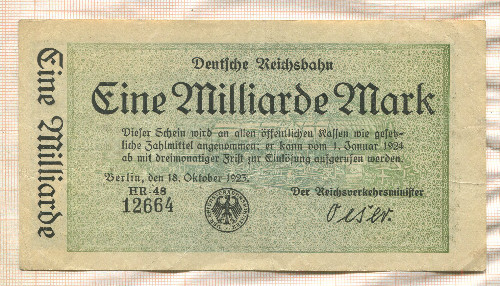 Eine Milliarde
Deutsche Reichsbahn
Eine Milliarde Mark
Dieser Schein wird an allen öffentlichen Kassen wie gesetz-
liche Zahlmittel angenommen; er kann vom 1. Januar 1924
ab mit dreimonatiger Frist zur Einlösung aufgerufen werden.
Berlin, den 18. Oktober 1923.
HR·48
12664
Der Reichsverkehrsminister
Oeser.